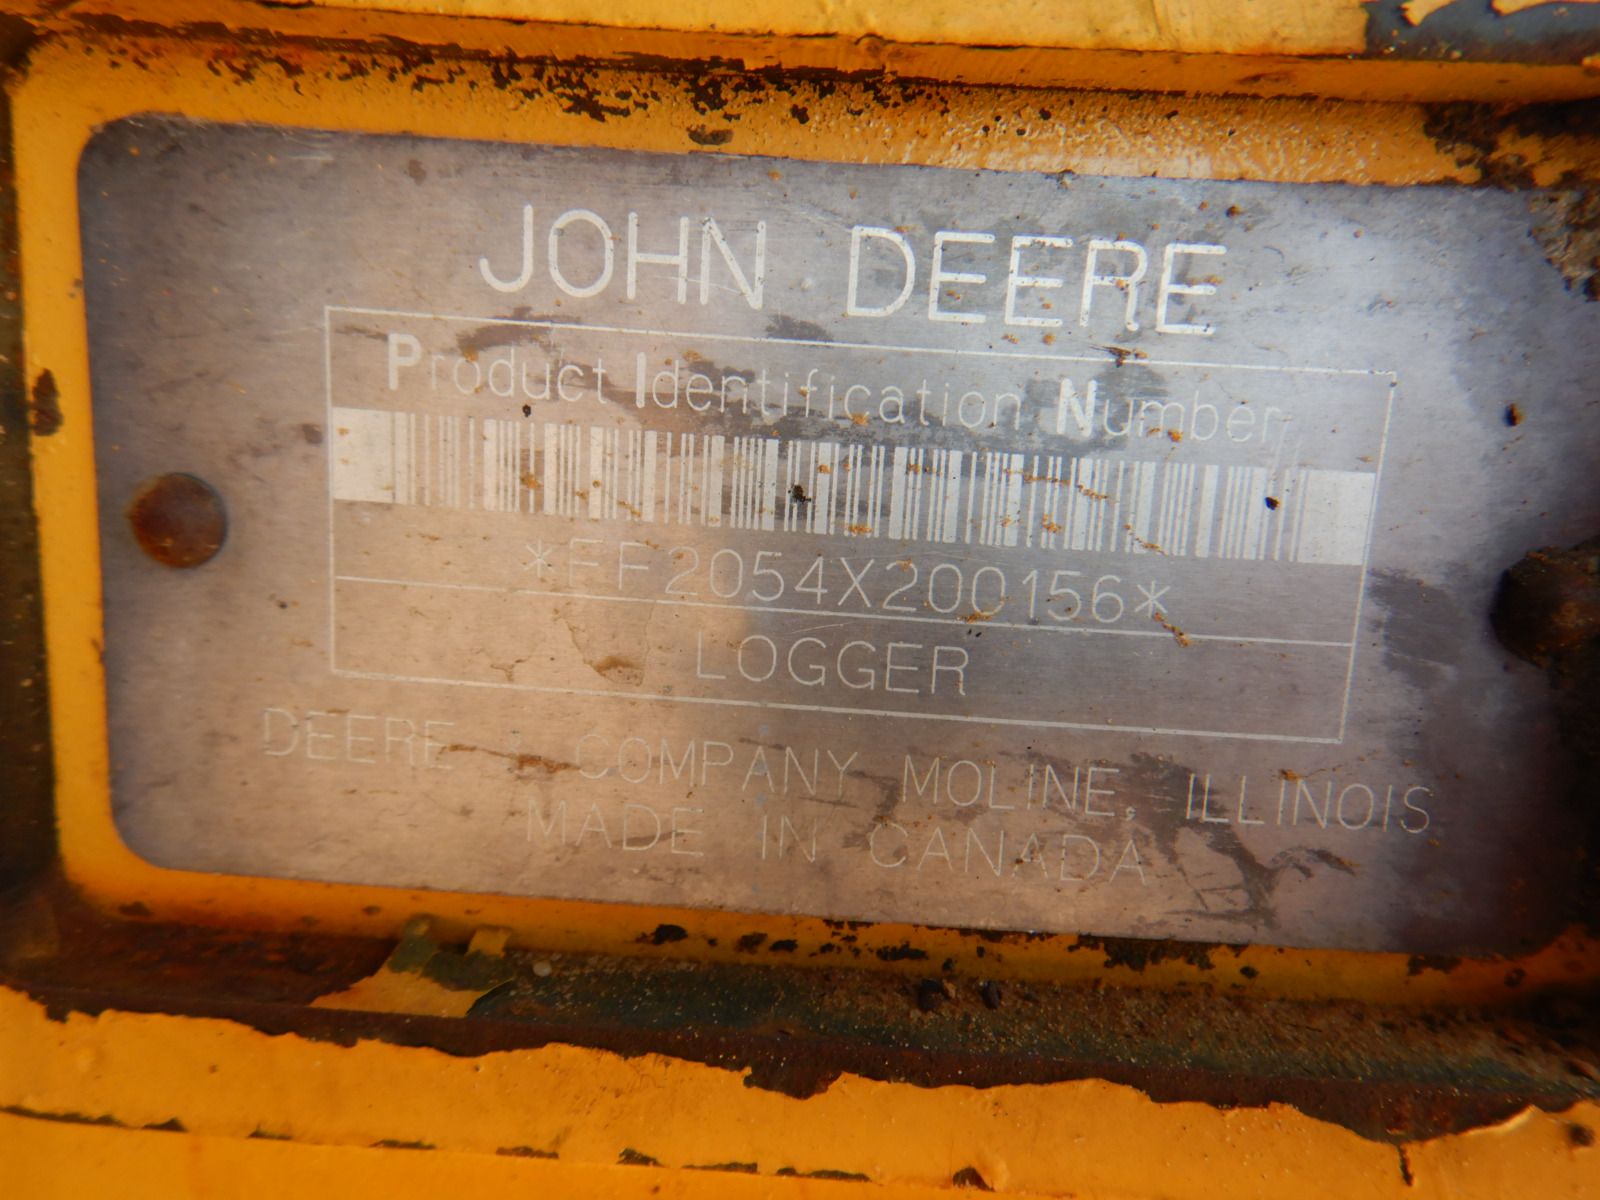 JOHN DEERE
Product Identification Number
*FF2054X200156*
LOGGER
DEERE & COMPANY MOLINE, ILLINOIS
MADE IN CANADA